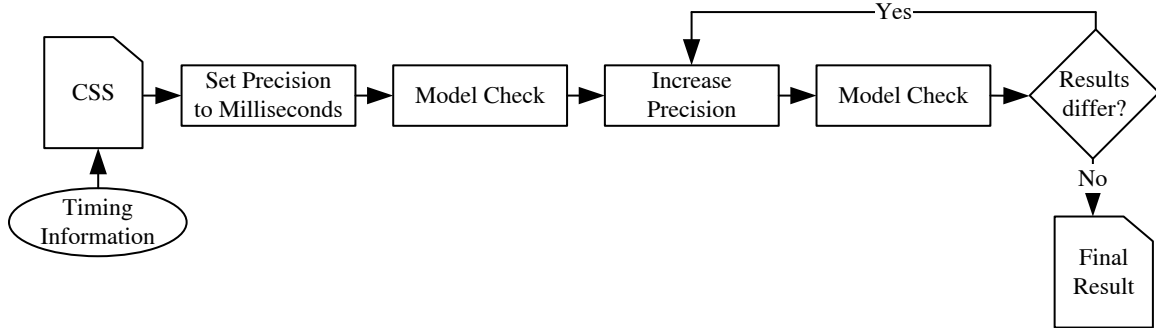 Yes
CSS
Set Precision
to Milliseconds
Model Check
Increase
Precision
Model Check
Results
differ?
No
Timing
Information
Final
Result